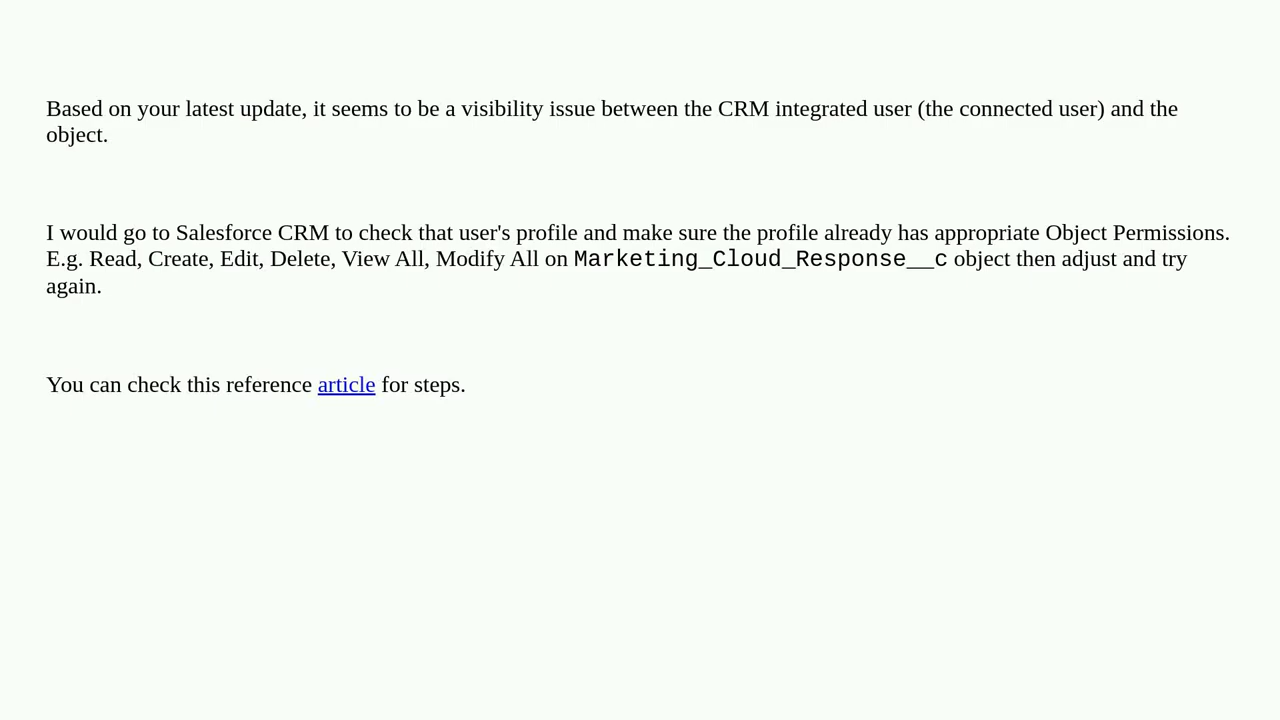 Based on your latest update, it seems to be a visibility issue between the CRM integrated user (the connected user) and the
object.
I would go to Salesforce CRM to check that user's profile and make sure the profile already has appropriate Object Permissions.
E.g. Read, Create, Edit, Delete, View All, Modify All on Marketing_Cloud_Response__c object then adjust and try
again.
You can check this reference article for steps.